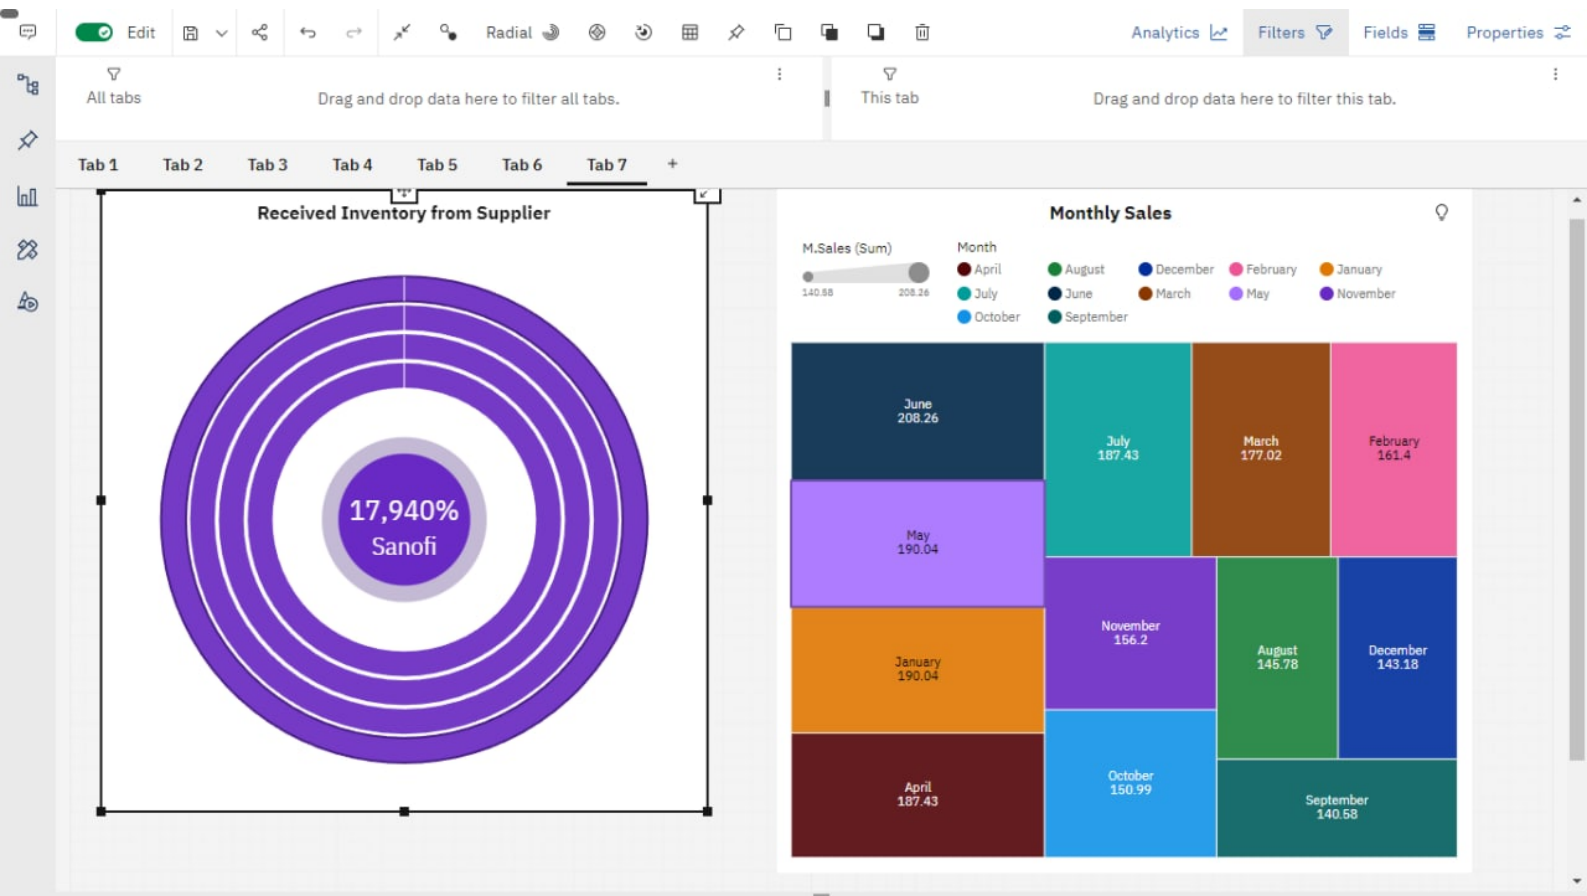 Edit
Radial
Analytics
Filters
Fields
Properties
All tabs
Drag and drop data here to filter all tabs.
This tab
Drag and drop data here to filter this tab.
Tab 1
Tab 2
Tab 3
Tab 4
Tab 5
Tab 6
Tab 7
+
Received Inventory from Supplier
17,940%
Sanofi
Monthly Sales
M.Sales (Sum)
140.58
208.26
Month
April
August
December
February
January
July
June
March
May
November
October
September
June
208.26
July
187.43
March
177.02
February
161.4
May
190.04
November
156.2
August
145.78
December
143.18
January
190.04
April
187.43
October
150.99
September
140.58